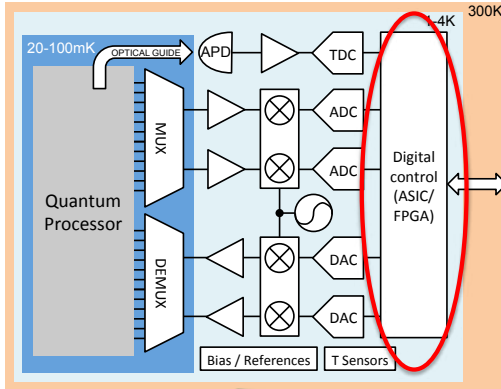 300K
1-4K
20-100mK
OPTICAL GUIDE
APD
TDC
MUX
ADC
ADC
Digital
control
(ASIC/
FPGA)
Quantum
Processor
DEMUX
DAC
DAC
Bias / References
T Sensors